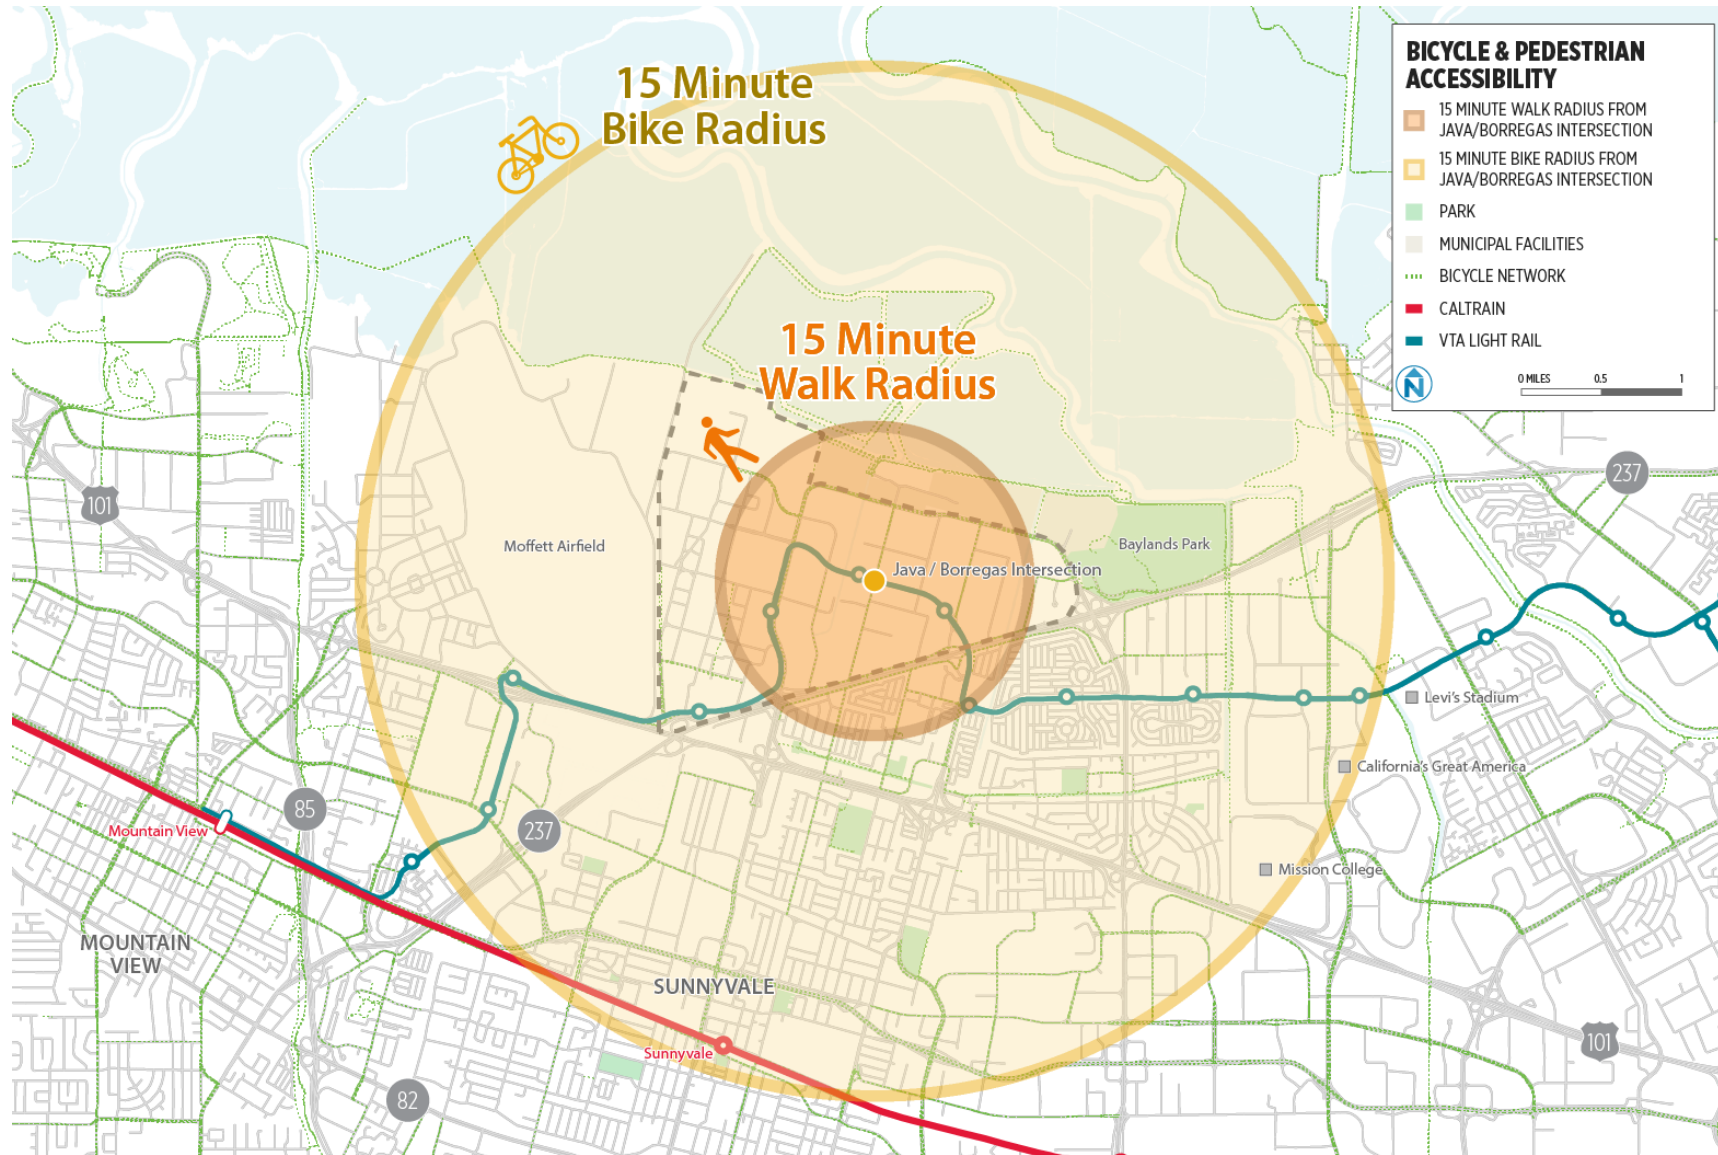 BICYCLE & PEDESTRIAN
ACCESSIBILITY
15 MINUTE WALK RADIUS FROM
JAVA/BORREGAS INTERSECTION
15 MINUTE BIKE RADIUS FROM
JAVA/BORREGAS INTERSECTION
PARK
MUNICIPAL FACILITIES
BICYCLE NETWORK
CALTRAIN
VTA LIGHT RAIL
N
0 MILES 0.5 1
15 Minute
Bike Radius
15 Minute
Walk Radius
237
101
Moffett Airfield
Baylands Park
Java / Borregas Intersection
Levi's Stadium
California's Great America
85
Mountain View
237
Mission College
MOUNTAIN
VIEW
SUNNYVALE
101
Sunnyvale
82